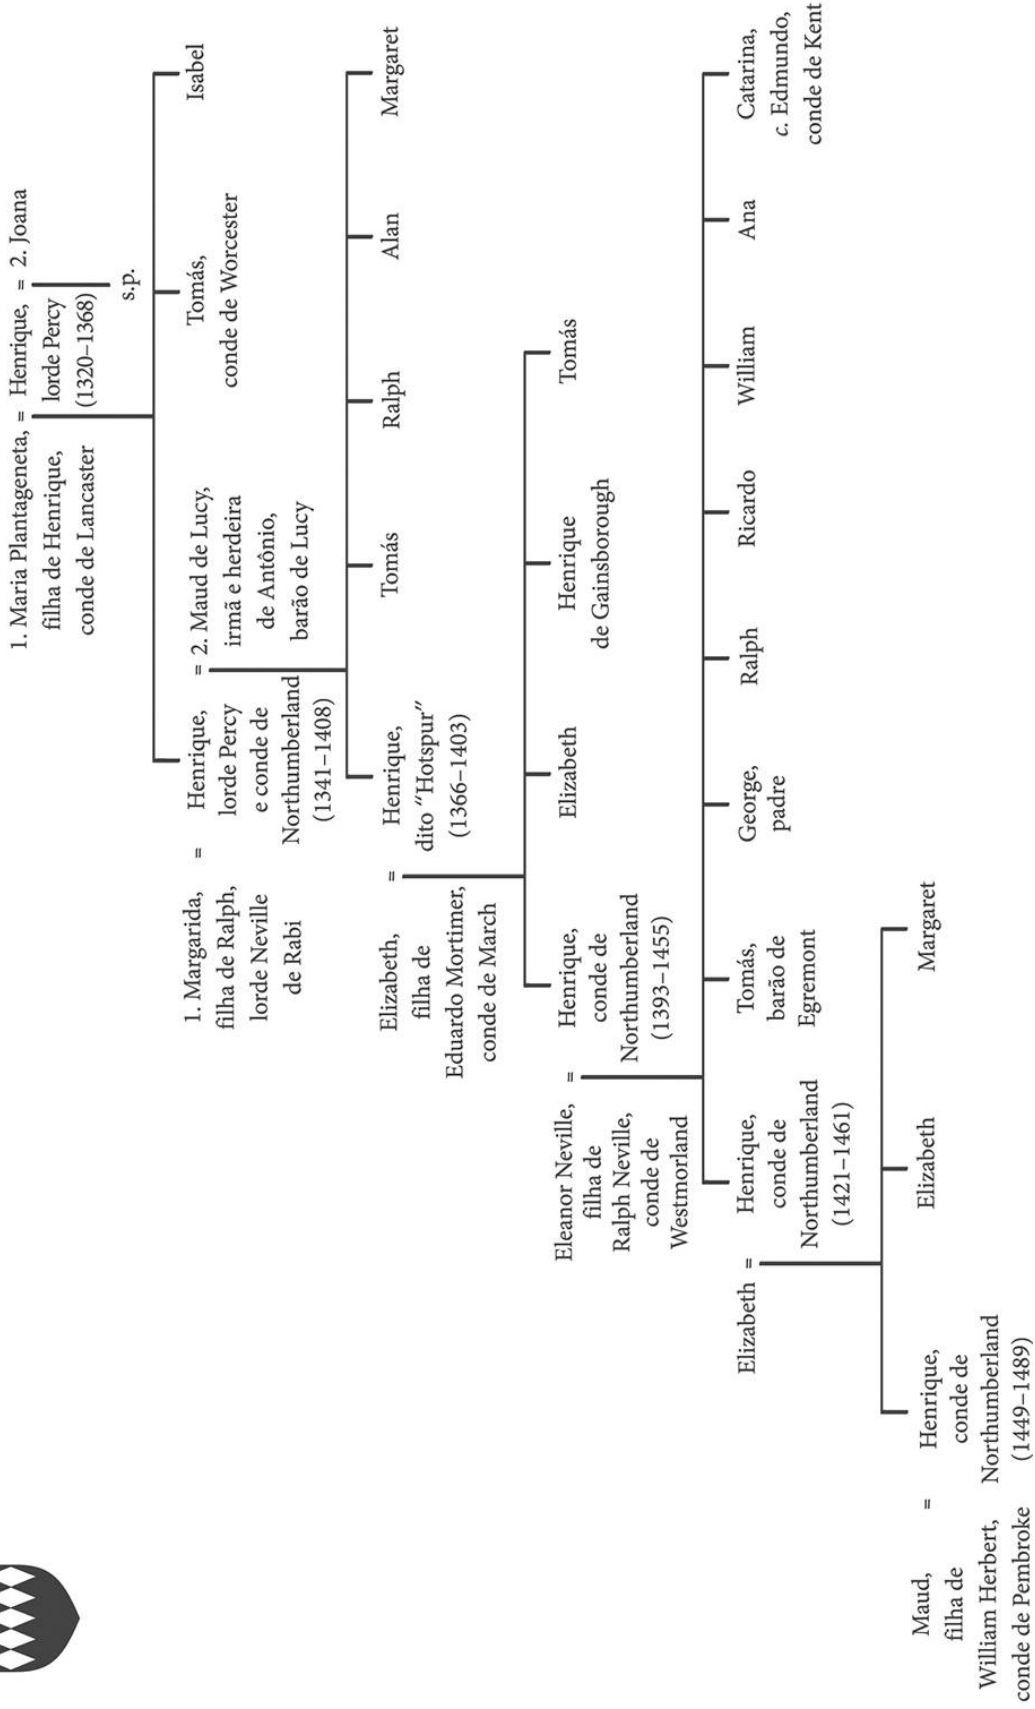 1. Maria Plantageneta,
filha de Henrique,
conde de Lancaster
=
Henrique,
lorde Percy
(1320–1368)
=
2. Joana
s.p.
1. Margarida,
filha de Ralph,
lorde Neville
de Rabi
=
Henrique,
lorde Percy
e conde de
Northumberland
(1341–1408)
=
2. Maud de Lucy,
irmã e herdeira
de Antônio,
barão de Lucy
Tomás,
conde de Worcester
Isabel
Elizabeth,
filha de
Eduardo Mortimer,
conde de March
=
Henrique,
dito “Hotspur”
(1366–1403)
Tomás
Ralph
Alan
Margaret
Eleanor Neville,
filha de
Ralph Neville,
conde de
Westmorland
=
Henrique,
conde de
Northumberland
(1393–1455)
Elizabeth
Henrique
de Gainsborough
Tomás
Elizabeth
=
Henrique,
conde de
Northumberland
(1421–1461)
Tomás,
barão de
Egremont
George,
padre
Ralph
Ricardo
William
Ana
Catarina,
c. Edmundo,
conde de Kent
Maud,
filha de
William Herbert,
conde de Pembroke
=
Henrique,
conde de
Northumberland
(1449–1489)
Elizabeth
Margaret